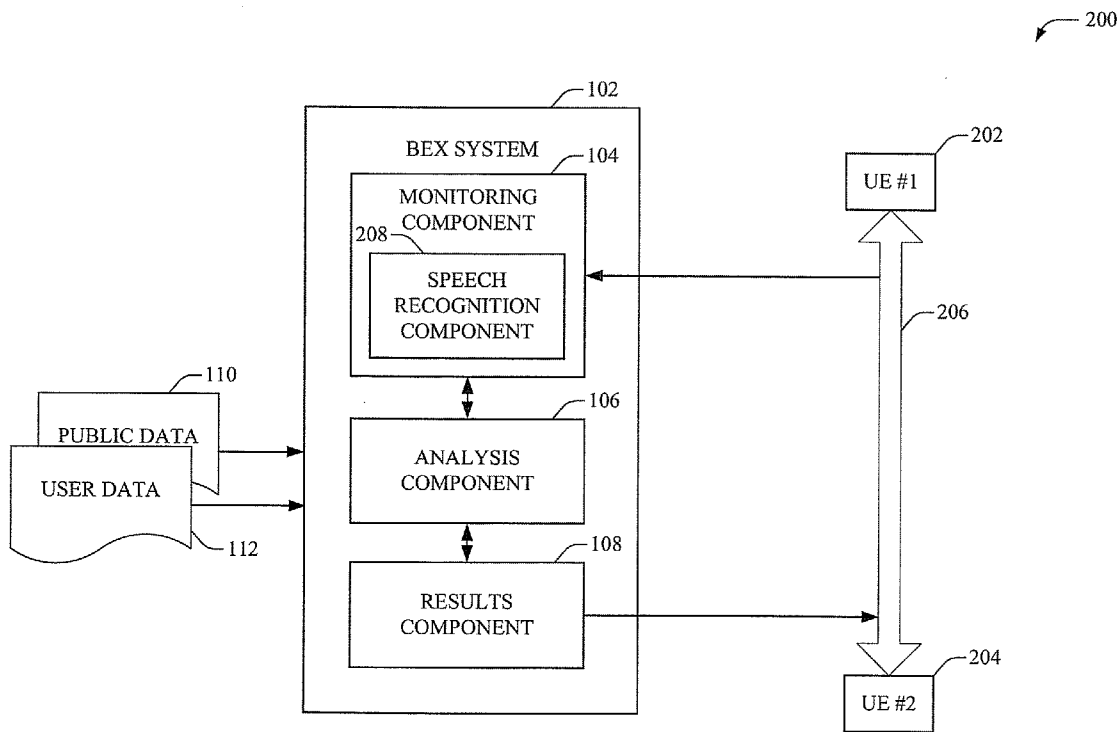 200
102
BEX SYSTEM
104
MONITORING
COMPONENT
208
SPEECH
RECOGNITION
COMPONENT
202
UE #1
206
110
PUBLIC DATA
USER DATA
112
106
ANALYSIS
COMPONENT
108
RESULTS
COMPONENT
204
UE #2